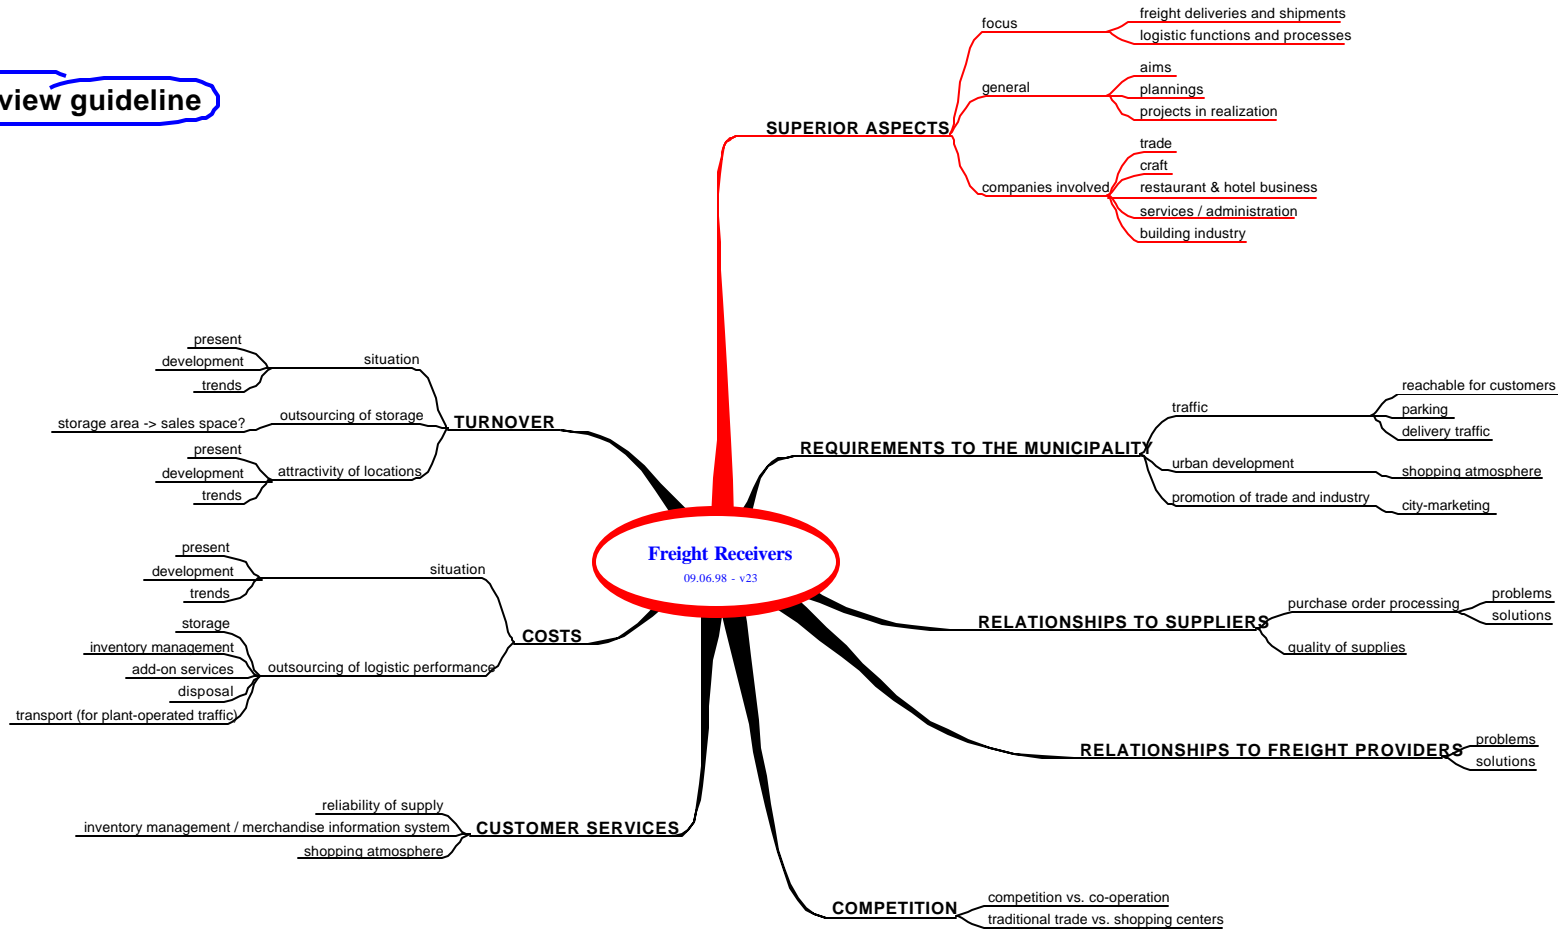 view guideline
SUPERIOR ASPECTS
focus
freight deliveries and shipments
logistic functions and processes
general
aims
plannings
projects in realization
companies involved
trade
craft
restaurant & hotel business
services / administration
building industry
TURNOVER
situation
present
development
trends
outsourcing of storage
storage area -> sales space?
attractivity of locations
present
development
trends
REQUIREMENTS TO THE MUNICIPALITY
traffic
reachable for customers
parking
delivery traffic
urban development
shopping atmosphere
promotion of trade and industry
city-marketing
Freight Receivers
09.06.98 - v23
COSTS
situation
present
development
trends
outsourcing of logistic performance
storage
inventory management
add-on services
disposal
transport (for plant-operated traffic)
RELATIONSHIPS TO SUPPLIERS
purchase order processing
problems
solutions
quality of supplies
RELATIONSHIPS TO FREIGHT PROVIDERS
problems
solutions
CUSTOMER SERVICES
reliability of supply
inventory management / merchandise information system
shopping atmosphere
COMPETITION
competition vs. co-operation
traditional trade vs. shopping centers